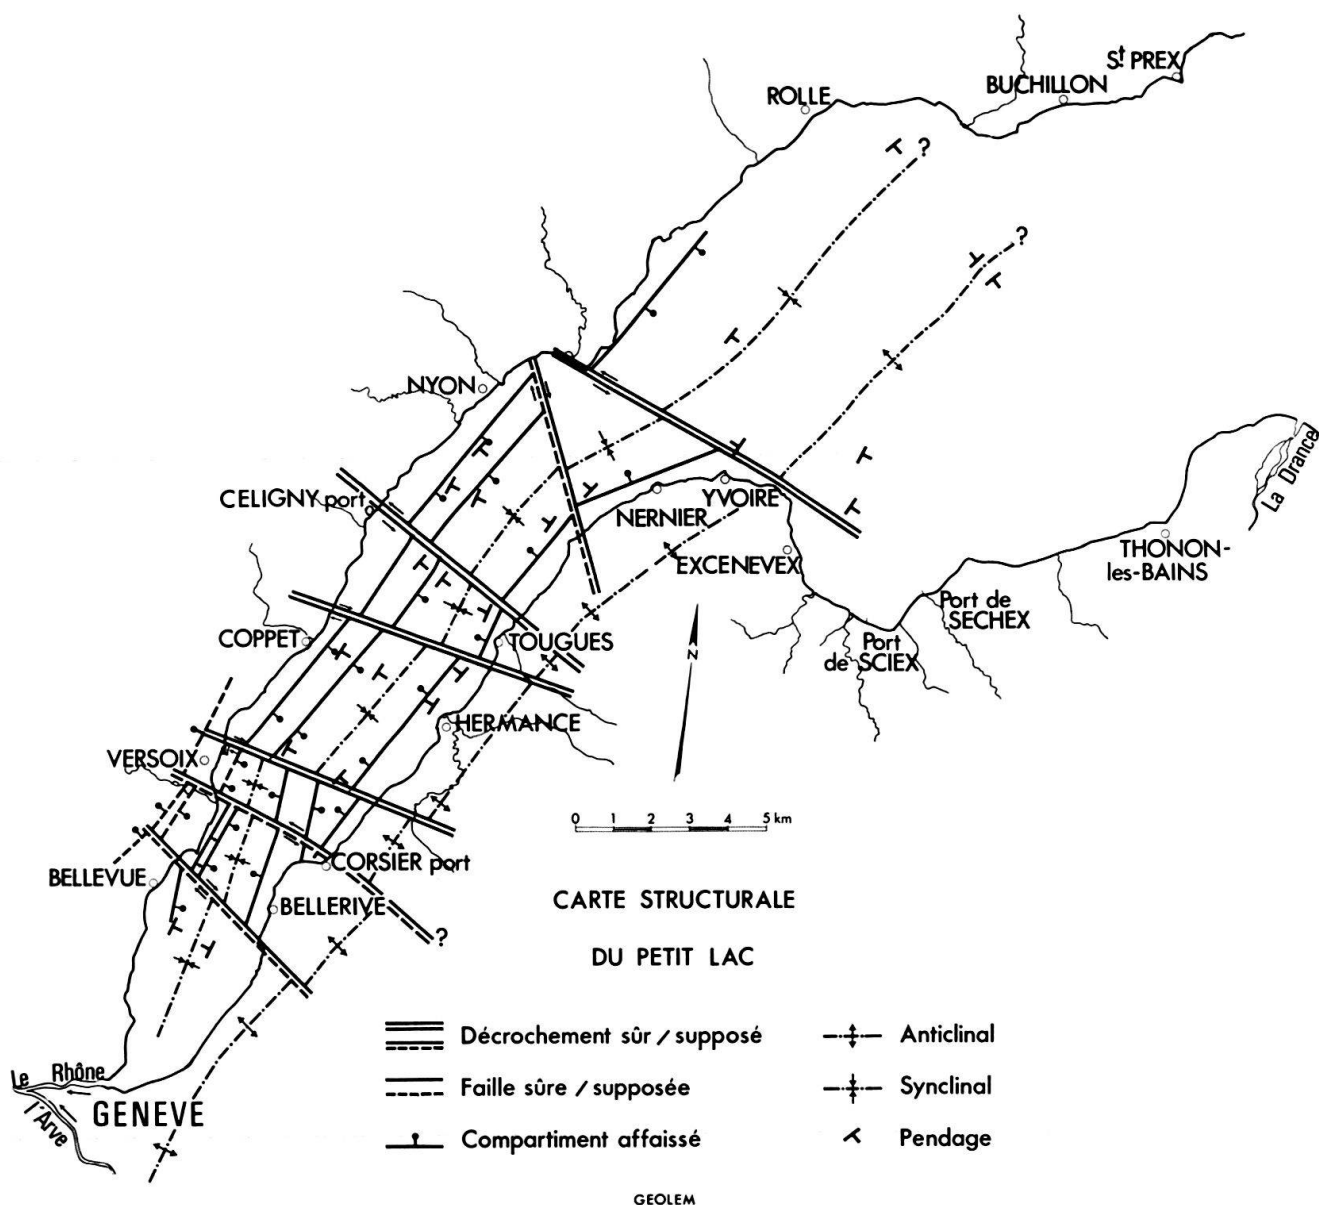 St PREX
BUCHILLON
ROLLE
?
?
NYON
La Drance
CELIGNY port
YVOIRE
NERNIER
EXCENEVEX
THONON-
les-BAINS
Port de
SECHEX
COPPET
TOUGUES
Port
de SCIEX
N
HERMANCE
VERSOIX
0 1 2 3 4 5 km
CORSIER port
BELLEVUE
BELLERIVE
?
CARTE STRUCTURALE
DU PETIT LAC
Décrochement sûr / supposé
Anticlinal
Faille sûre / supposée
Synclinal
Compartiment affaissé
Pendage
Le Rhône
GENEVE
l'Arve
GEOLEM